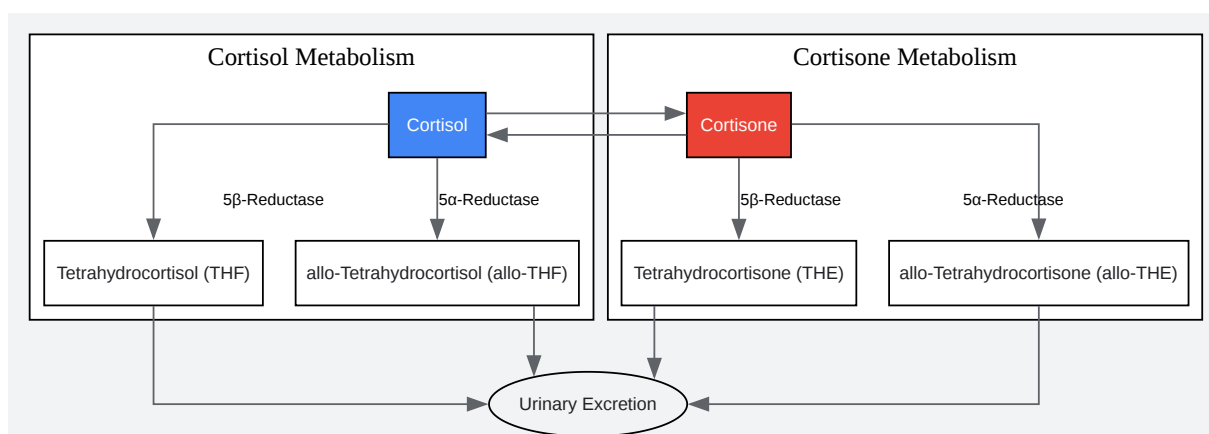 Cortisol Metabolism
Cortisone Metabolism
Cortisol
Cortisone
5β-Reductase
5α-Reductase
5β-Reductase
5α-Reductase
Tetrahydrocortisol (THF)
allo-Tetrahydrocortisol (allo-THF)
Tetrahydrocortisone (THE)
allo-Tetrahydrocortisone (allo-THE)
Urinary Excretion